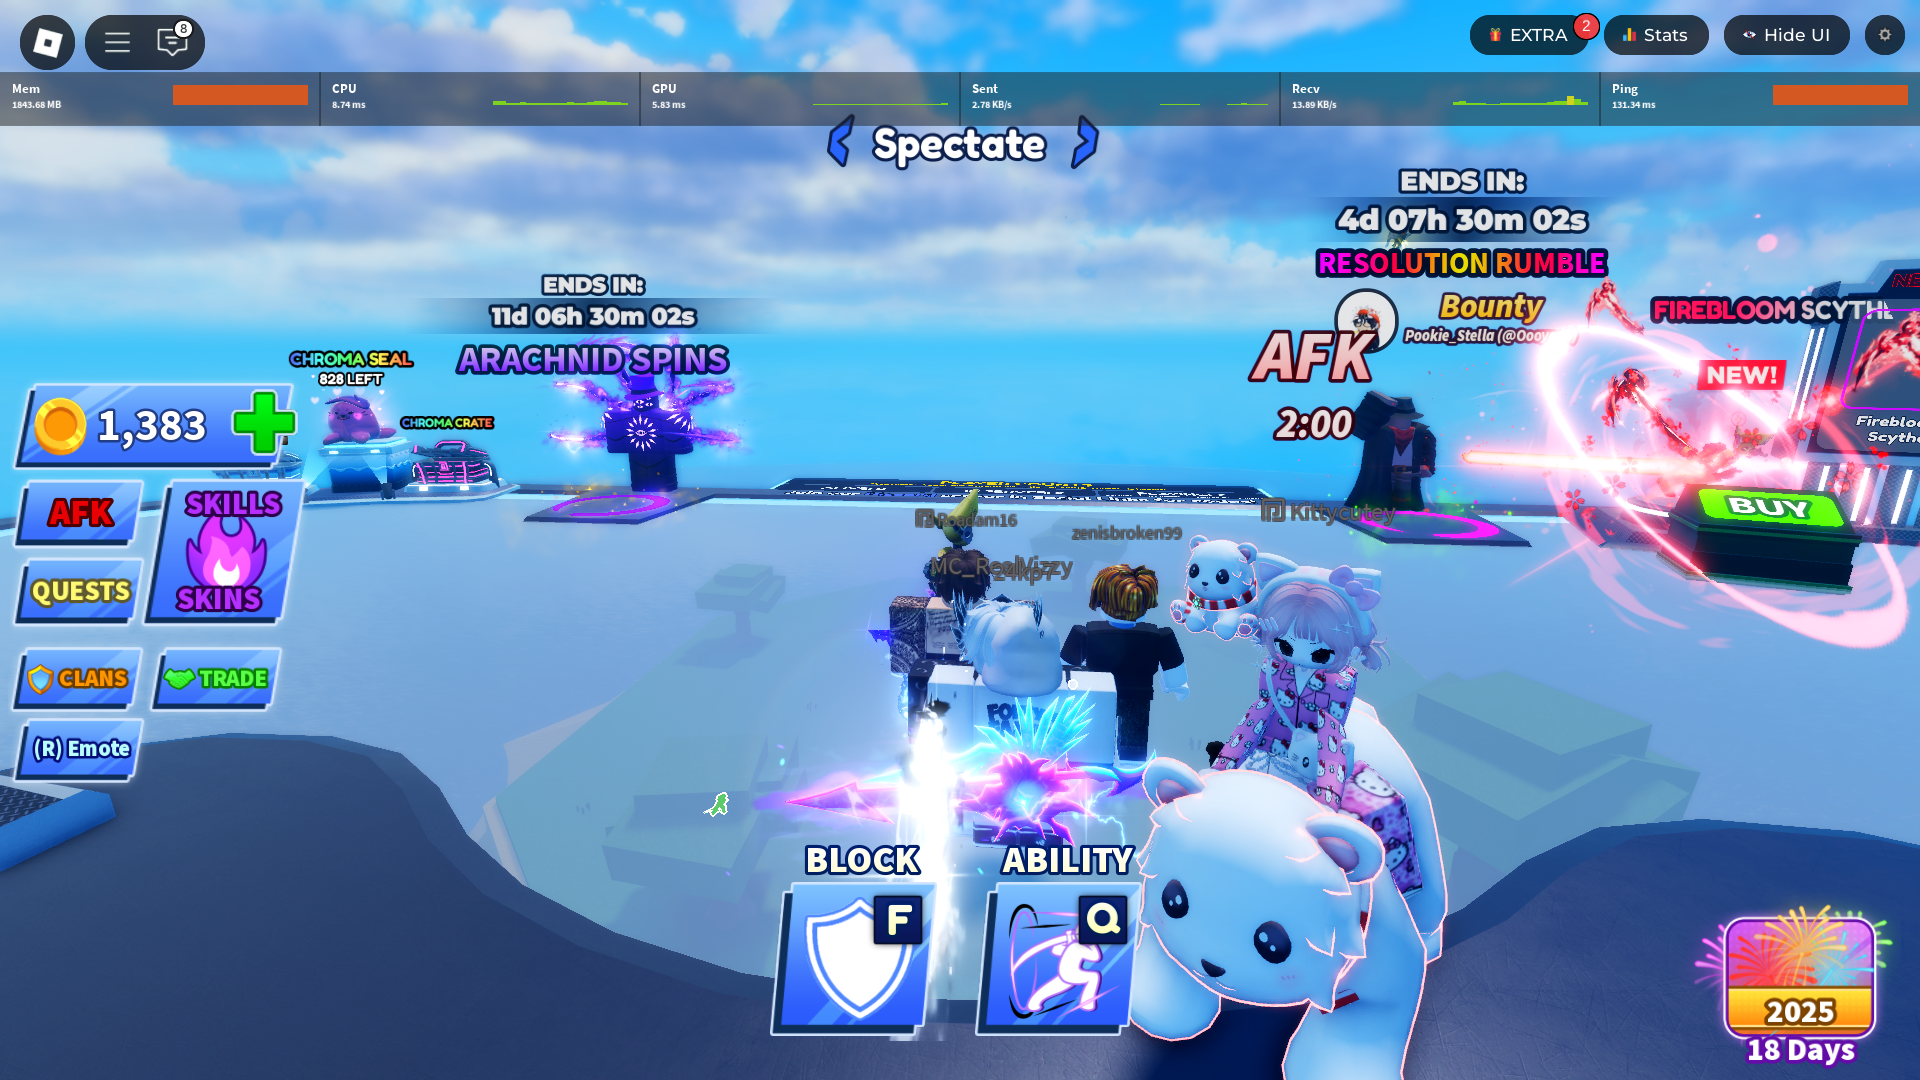 8
EXTRA
2
Stats
Hide UI
Mem
1843.68 MB
CPU
8.74 ms
GPU
5.83 ms
Sent
2.78 KB/s
Recv
13.89 KB/s
Ping
131.34 ms
Spectate
ENDS IN:
4d 07h 30m 02s
RESOLUTION RUMBLE
Bounty
Pookie_Stella
AFK
2:00
ENDS IN:
11d 06h 30m 02s
ARACHNID SPINS
CHROMA SEAL
828 LEFT
CHROMA CRATE
FIREBLOOM SCYTHE
NEW!
BUY
1,383
AFK
SKILLS
SKINS
QUESTS
CLANS
TRADE
(R) Emote
zenisbroken99
Kittycutey
BLOCK
F
ABILITY
Q
2025
18 Days